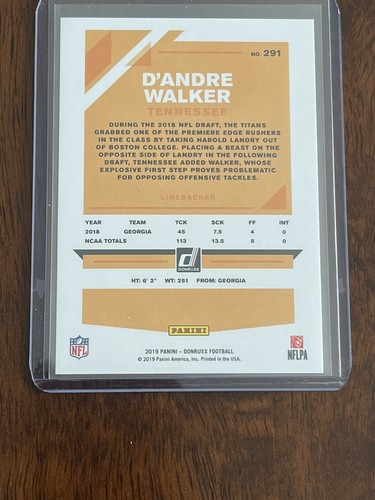 NO. 291
D'ANDRE
WALKER
TENNESSEE
DURING THE 2018 NFL DRAFT, THE TITANS
GRABBED ONE OF THE PREMIERE EDGE RUSHERS
IN THE CLASS BY TAKING HAROLD LANDRY OUT
OF BOSTON COLLEGE. PLACING A BEAST ON THE
OPPOSITE SIDE OF LANDRY IN THE FOLLOWING
DRAFT, TENNESSEE ADDED WALKER, WHOSE
EXPLOSIVE FIRST STEP PROVES PROBLEMATIC
FOR OPPOSING OFFENSIVE TACKLES.
LINEBACKER
YEAR TEAM TCK SCK FF INT
2018 GEORGIA 45 7.5 4 0
NCAA TOTALS 113 13.5 5 0
D
DONRUSS
HT: 6' 2" WT: 251 FROM: GEORGIA
PANINI
NFL
NFLPA
2019 PANINI – DONRUSS FOOTBALL
© 2019 Panini America, Inc. Printed in the USA.